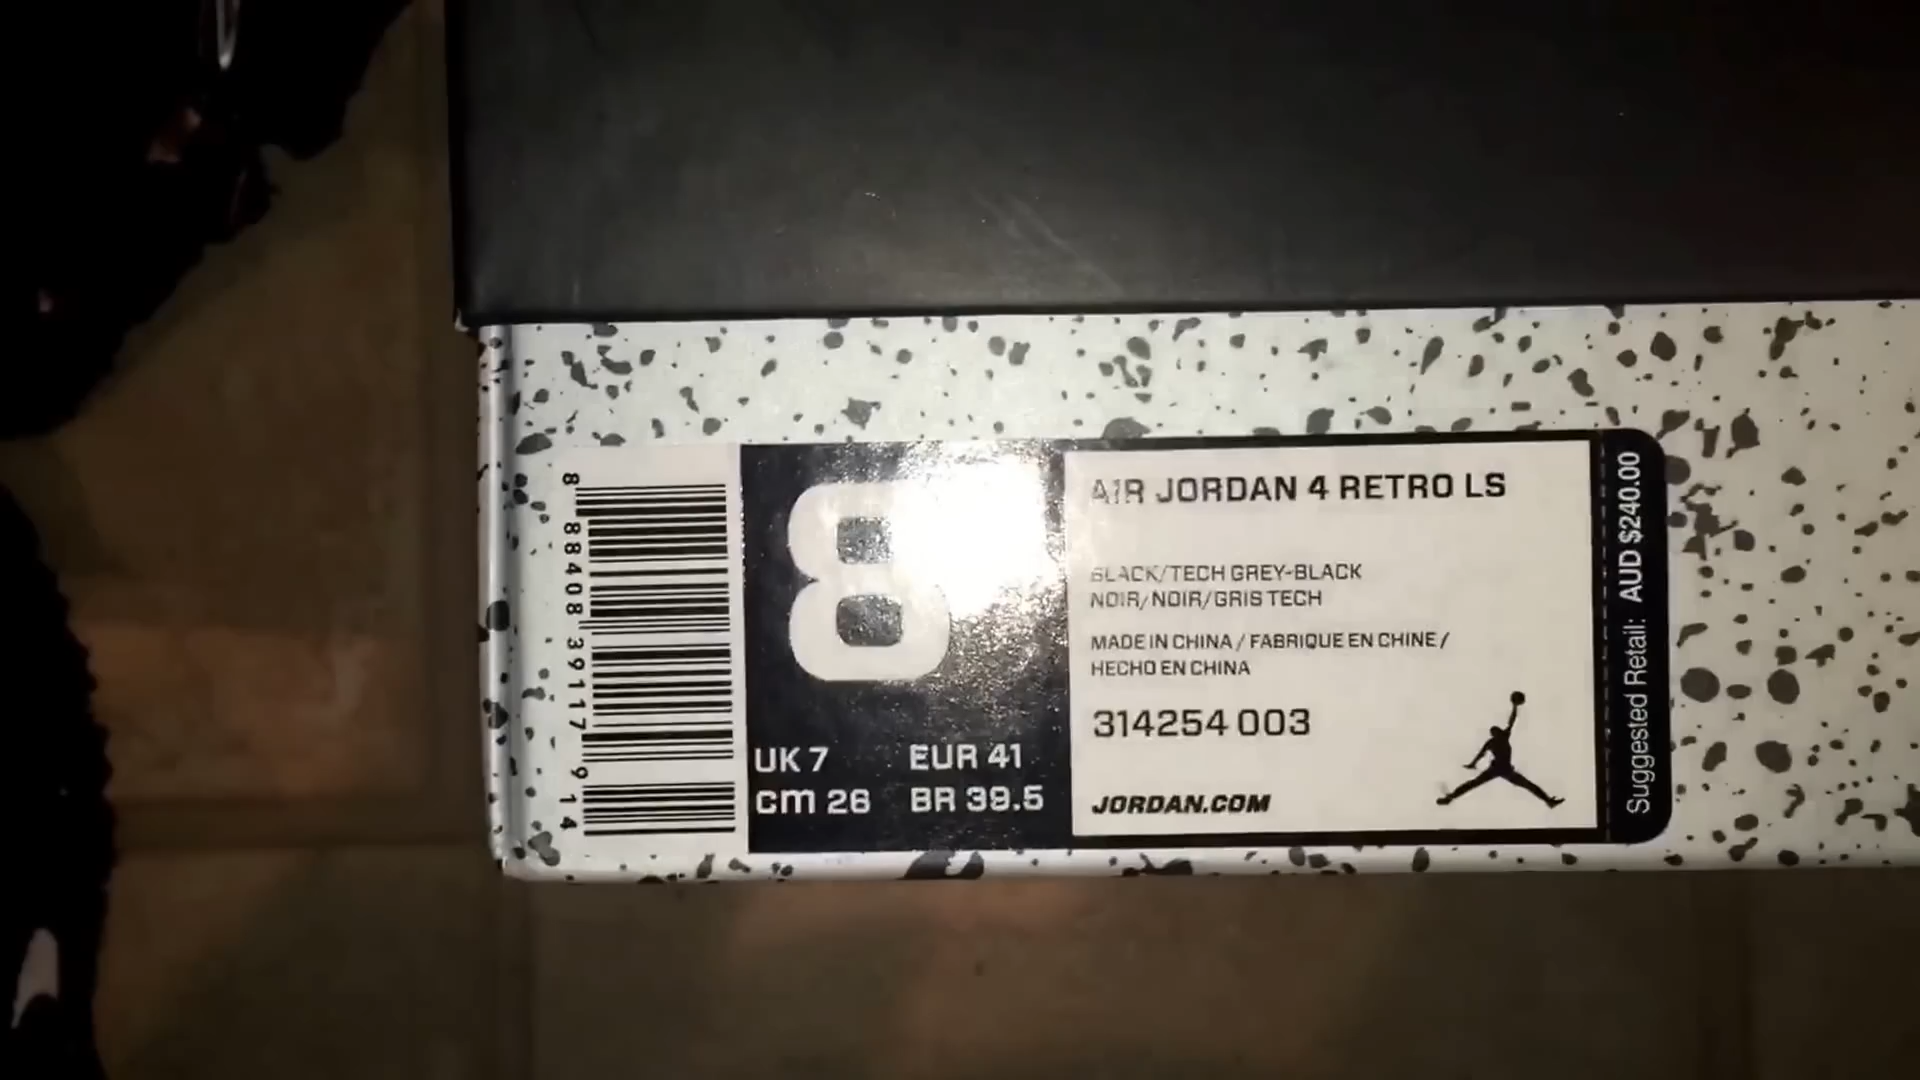 8 88408 39117 9 14
8
UK 7 EUR 41
cm 26 BR 39.5
AIR JORDAN 4 RETRO LS
BLACK/TECH GREY-BLACK
NOIR/NOIR/GRIS TECH
MADE IN CHINA / FABRIQUE EN CHINE /
HECHO EN CHINA
314254 003
JORDAN.COM
Suggested Retail: AUD $240.00